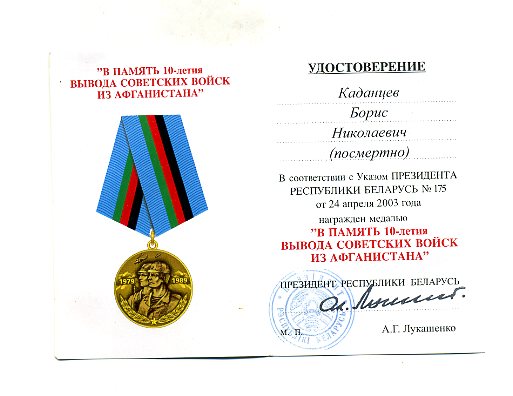 "В ПАМЯТЬ 10-летия
ВЫВОДА СОВЕТСКИХ ВОЙСК
ИЗ АФГАНИСТАНА"
1979 1989
УДОСТОВЕРЕНИЕ
Каданцев
Борис
Николаевич
(посмертно)
В соответствии с Указом ПРЕЗИДЕНТА
РЕСПУБЛИКИ БЕЛАРУСЬ № 175
от 24 апреля 2003 года
награжден медалью
"В ПАМЯТЬ 10-летия
ВЫВОДА СОВЕТСКИХ ВОЙСК
ИЗ АФГАНИСТАНА"
ПРЕЗИДЕНТ РЕСПУБЛИКИ БЕЛАРУСЬ
М. П.
А.Г. Лукашенко